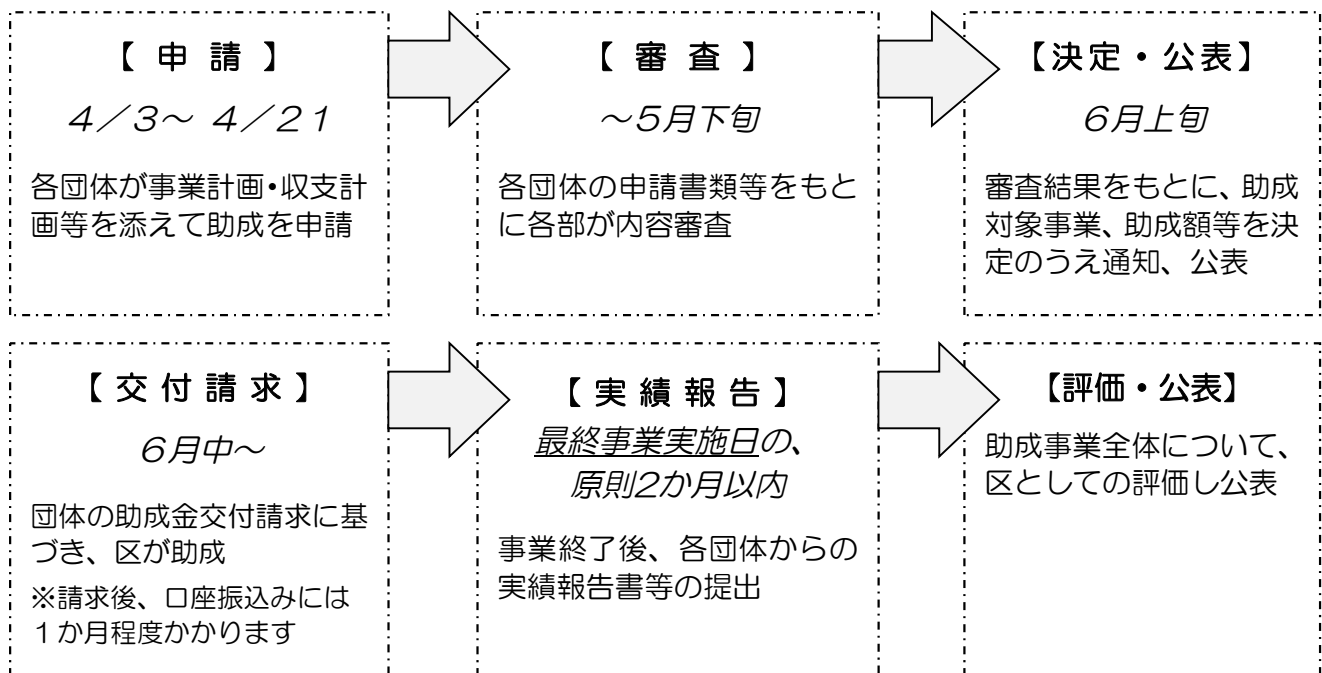 【 申 請 】
４／３～ ４／２１
各団体が事業計画・収支計
画等を添えて助成を申請
【 審 査 】
～５月下旬
各団体の申請書類等をもと
に各部が内容審査
【決定・公表】
６月上旬
審査結果をもとに、助成
対象事業、助成額等を決
定のうえ通知、公表
【 交 付 請 求 】
６月中～
団体の助成金交付請求に基
づき、区が助成
※請求後、口座振込みには
１か月程度かかります
【 実 績 報 告 】
最終事業実施日の、
原則2か月以内
事業終了後、各団体からの
実績報告書等の提出
【評価・公表】
助成事業全体について、
区としての評価し公表